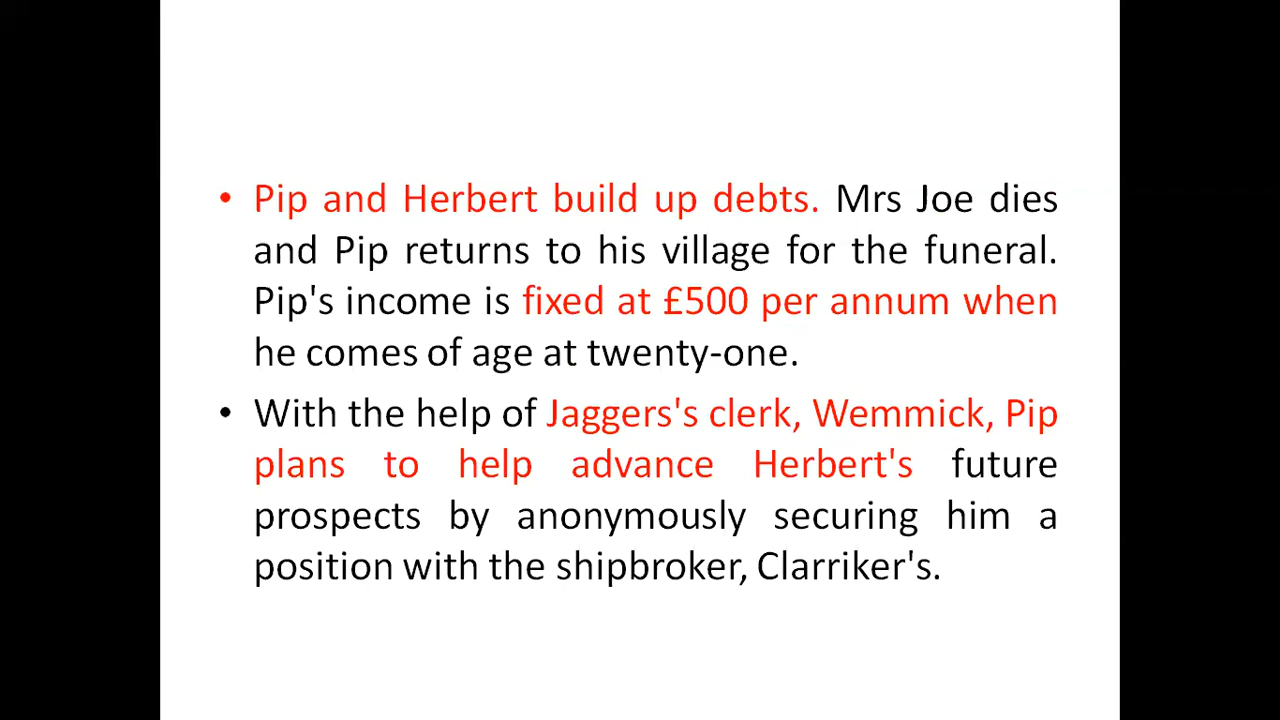 • Pip and Herbert build up debts. Mrs Joe dies
and Pip returns to his village for the funeral.
Pip's income is fixed at £500 per annum when
he comes of age at twenty-one.
• With the help of Jaggers's clerk, Wemmick, Pip
plans to help advance Herbert's future
prospects by anonymously securing him a
position with the shipbroker, Clarriker's.